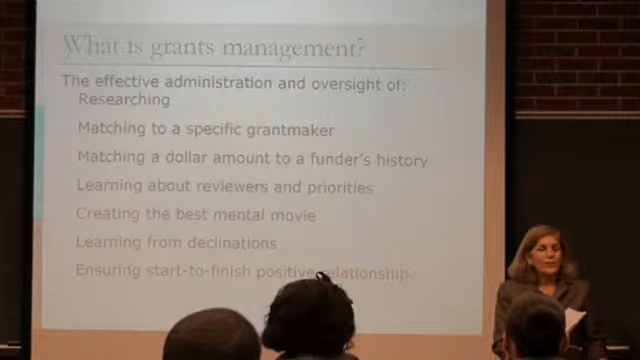 What is grants management?
The effective administration and oversight of:
Researching
Matching to a specific grantmaker
Matching a dollar amount to a funder's history
Learning about reviewers and priorities
Creating the best mental movie
Learning from declinations
Ensuring start-to-finish positive relationship